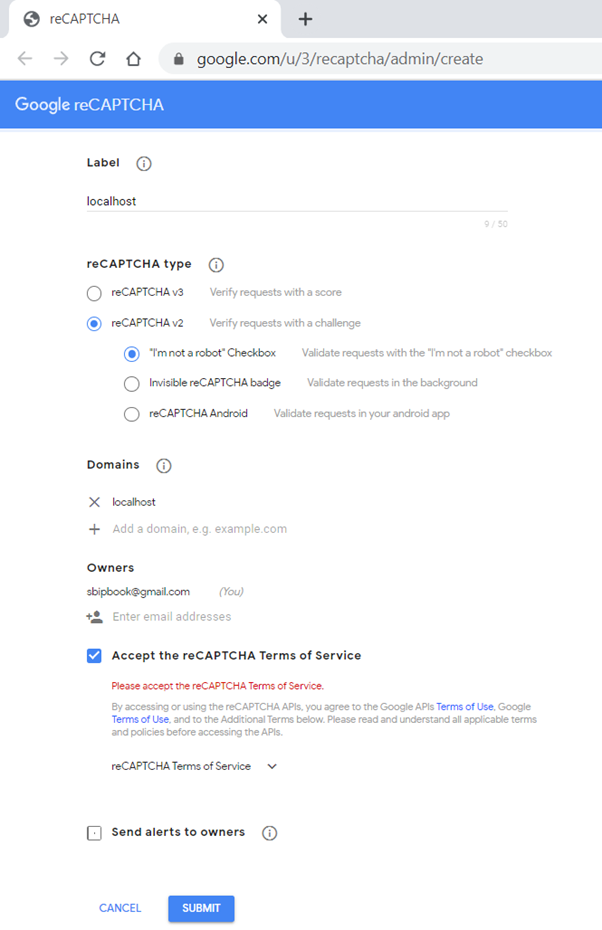 reCAPTCHA
google.com/u/3/recaptcha/admin/create
Google reCAPTCHA
Label
localhost
9 / 50
reCAPTCHA type
reCAPTCHA v3 Verify requests with a score
reCAPTCHA v2 Verify requests with a challenge
"I'm not a robot" Checkbox Validate requests with the "I'm not a robot" checkbox
Invisible reCAPTCHA badge Validate requests in the background
reCAPTCHA Android Validate requests in your android app
Domains
localhost
Add a domain, e.g. example.com
Owners
sbipbook@gmail.com (You)
Enter email addresses
Accept the reCAPTCHA Terms of Service
Please accept the reCAPTCHA Terms of Service.
By accessing or using the reCAPTCHA APIs, you agree to the Google APIs Terms of Use, Google
Terms of Use, and to the Additional Terms below. Please read and understand all applicable terms
and policies before accessing the APIs.
reCAPTCHA Terms of Service
Send alerts to owners
CANCEL SUBMIT